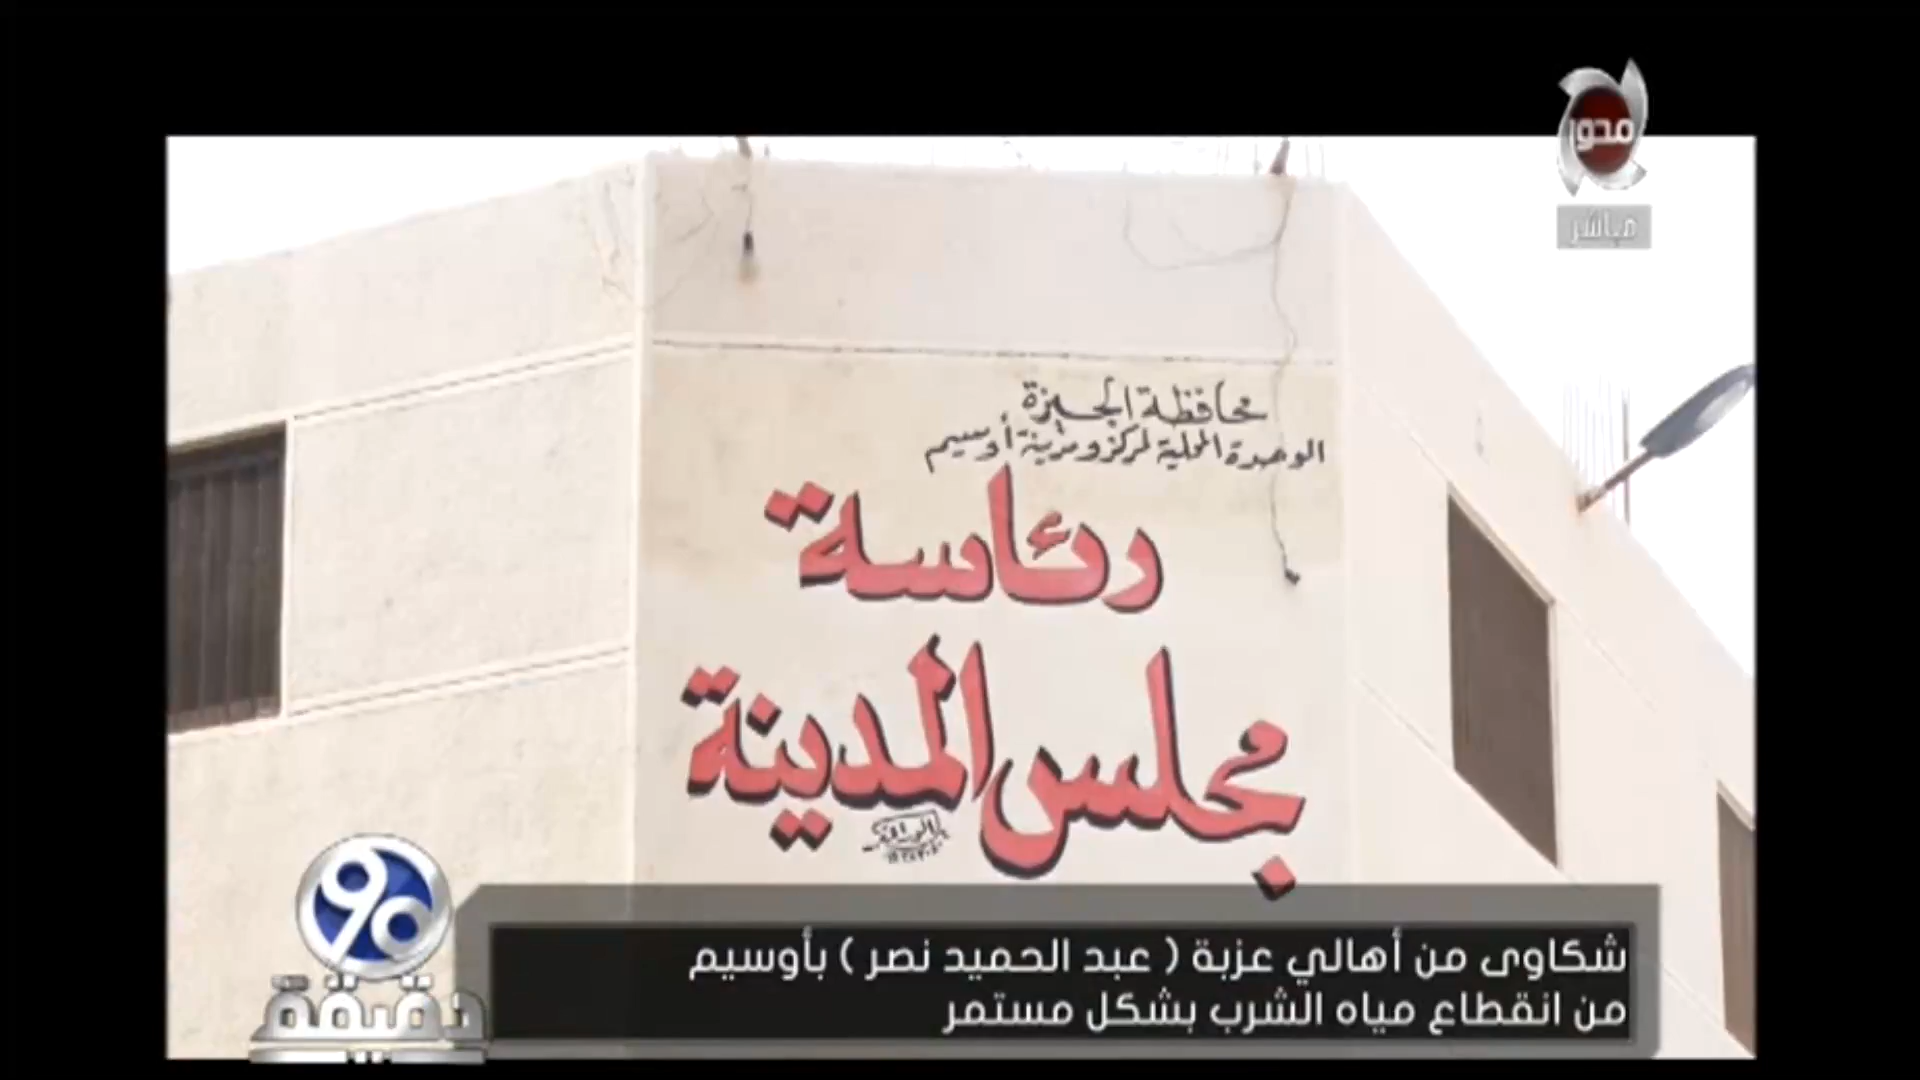 محور
مباشر
محافظة الجيزة
الوحدة المحلية لمركز ومدينة أوسيم
رئاسة
مجلس المدينة
90
دقيقة
شكاوى من أهالي عزبة ( عبد الحميد نصر ) بأوسيم
من انقطاع مياه الشرب بشكل مستمر